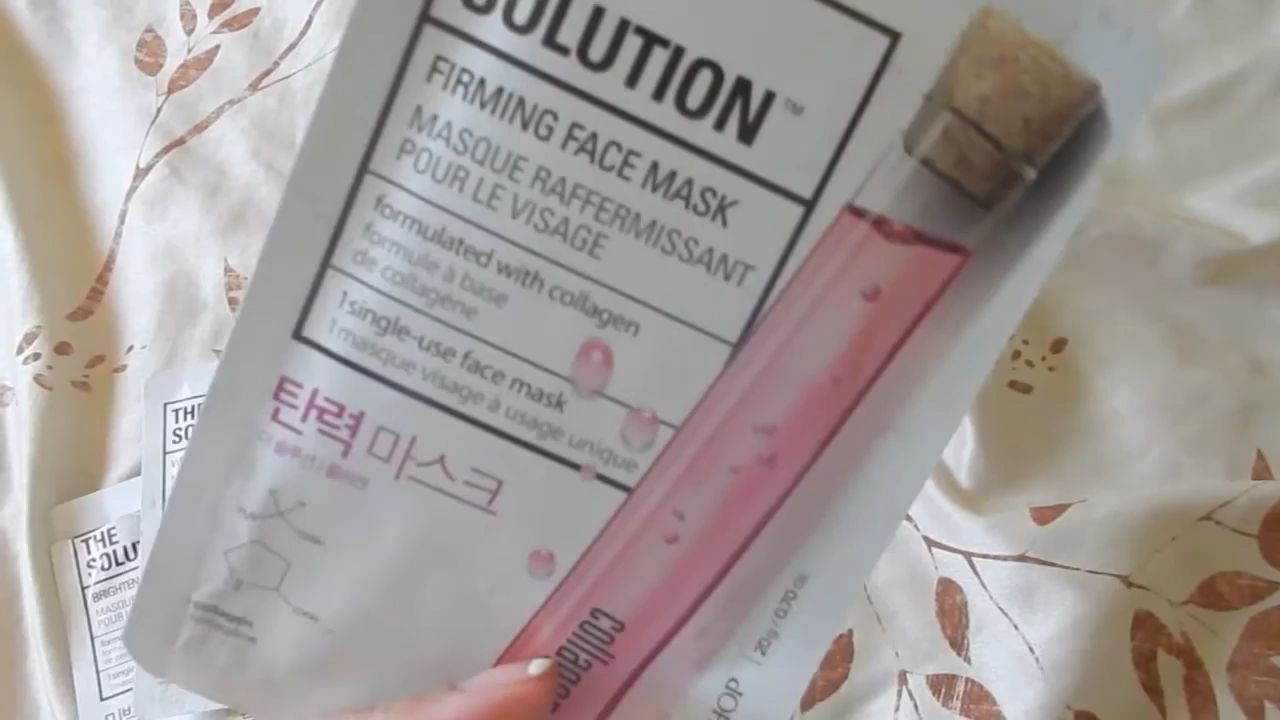 SOLUTION™
FIRMING FACE MASK
MASQUE RAFFERMISSANT
POUR LE VISAGE
formulated with collagen
formule à base
de collagène
1 single-use face mask
1 masque visage à usage unique
탄력 마스크
collagen
20g / 0.70 oz
HOP
THE
SO
THE
SOLU
BRIGHTEN
MASQU
POUR L